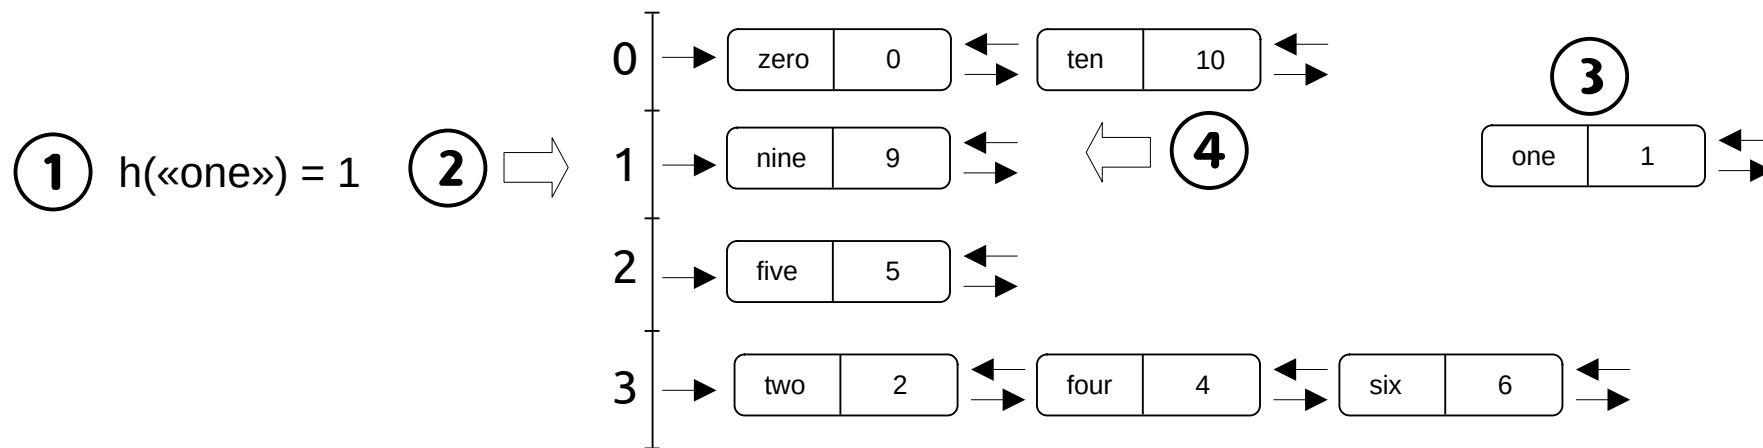 0 zero 0 ten 10
3
1 h(«one») = 1 2 1 nine 9 4 one 1
2 five 5
3 two 2 four 4 six 6